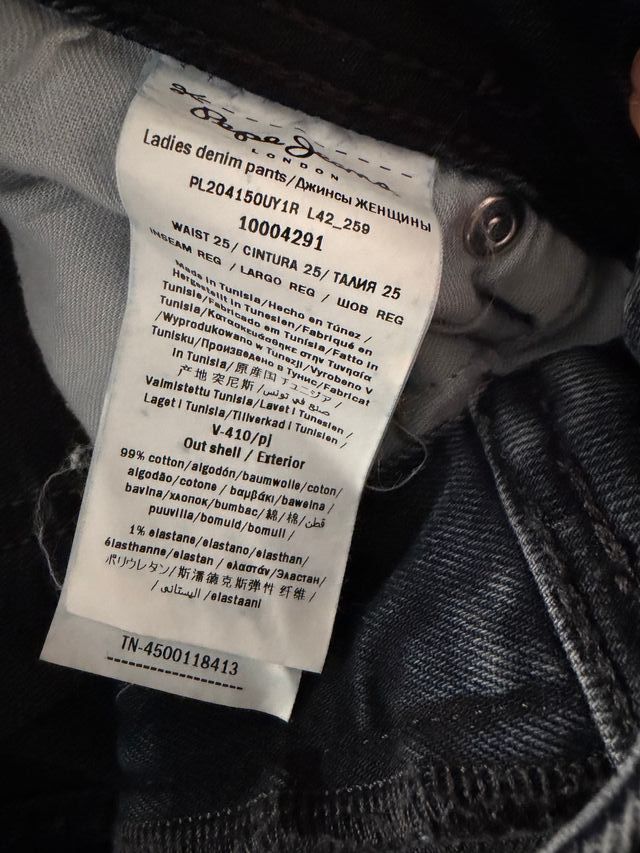 Pepe Jeans
LONDON
Ladies denim pants/Джинсы ЖЕНЩИНЫ
PL204150UY1R L42_259
10004291
WAIST 25/ CINTURA 25/ ТАЛИЯ 25
INSEAM REG / LARGO REG / ШОВ REG
Made in Tunisia/Hecho en Túnez/
Hergestellt in Tunesien/Fabriqué en
Tunisie/Fabricado em Tunísia/Fatto in
Tunisia/Κατασκευάσθηκε στην Τυνησία
/Wyprodukowano w Tunezji/Vyrobeno v
Tunisku/Произведено в Тунис/Fabricat
in Tunisia/原産国 チュニジア/
产地 突尼斯/ صنع في تونس/
Valmistettu Tunisia/Lavet i Tunesien/
Laget i Tunisia/Tillverkad i Tunisien/
V-410/pj
Out shell / Exterior
99% cotton/algodón/baumwolle/coton/
algodão/cotone / βαμβάκι/bawełna/
bavlna/хлопок/bumbac/綿/棉/قطن/
puuvilla/bomuld/bomull/
1% elastane/elastano/elasthan/
élasthanne/elastan / ελαστάν/Эластан/
ポリウレタン/斯潘德克斯弹性纤维/
/ اليستاني /elastaani
TN-4500118413